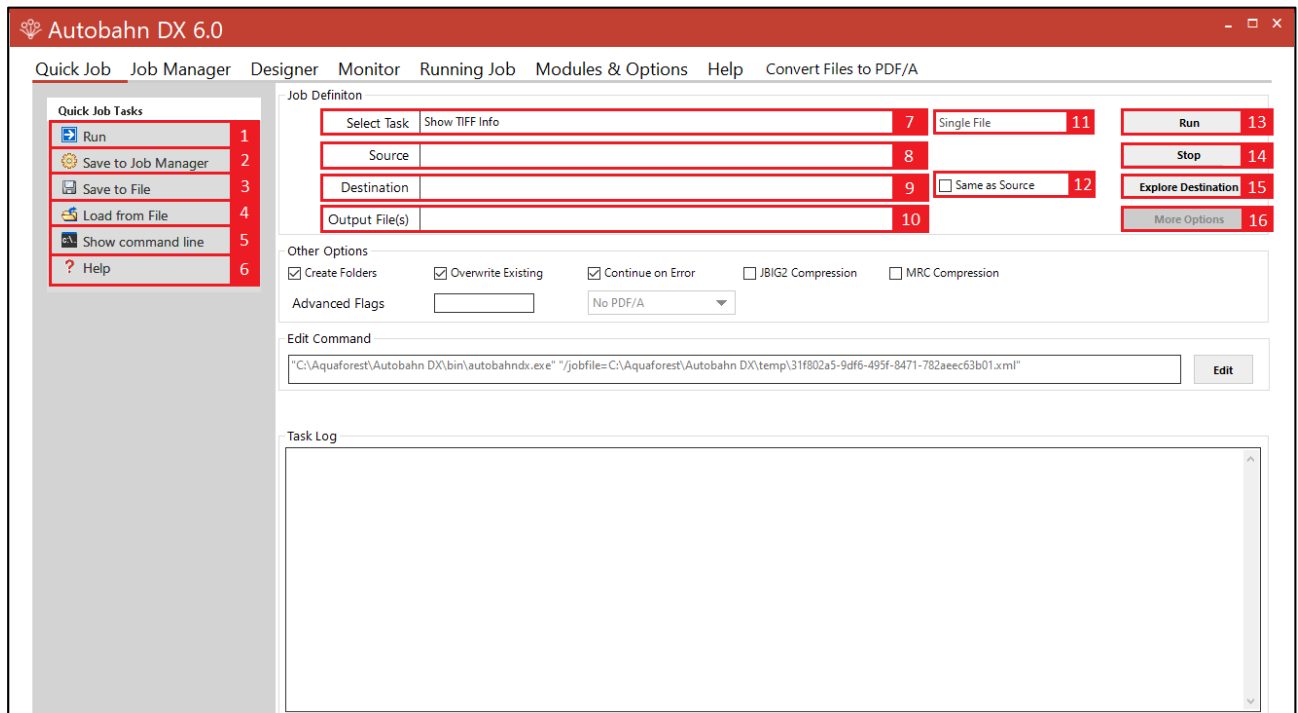 Autobahn DX 6.0
Quick Job Job Manager Designer Monitor Running Job Modules & Options Help Convert Files to PDF/A
Quick Job Tasks
Run 1
Save to Job Manager 2
Save to File 3
Load from File 4
Show command line 5
Help 6
Job Definiton
Select Task Show TIFF Info 7 Single File 11 Run 13
Source 8 Stop 14
Destination 9 Same as Source 12 Explore Destination 15
Output File(s) 10 More Options 16
Other Options
Create Folders Overwrite Existing Continue on Error JBIG2 Compression MRC Compression
Advanced Flags No PDF/A
Edit Command
"C:\Aquaforest\Autobahn DX\bin\autobahndx.exe" "/jobfile=C:\Aquaforest\Autobahn DX\temp\31f802a5-9df6-495f-8471-782aeec63b01.xml" Edit
Task Log